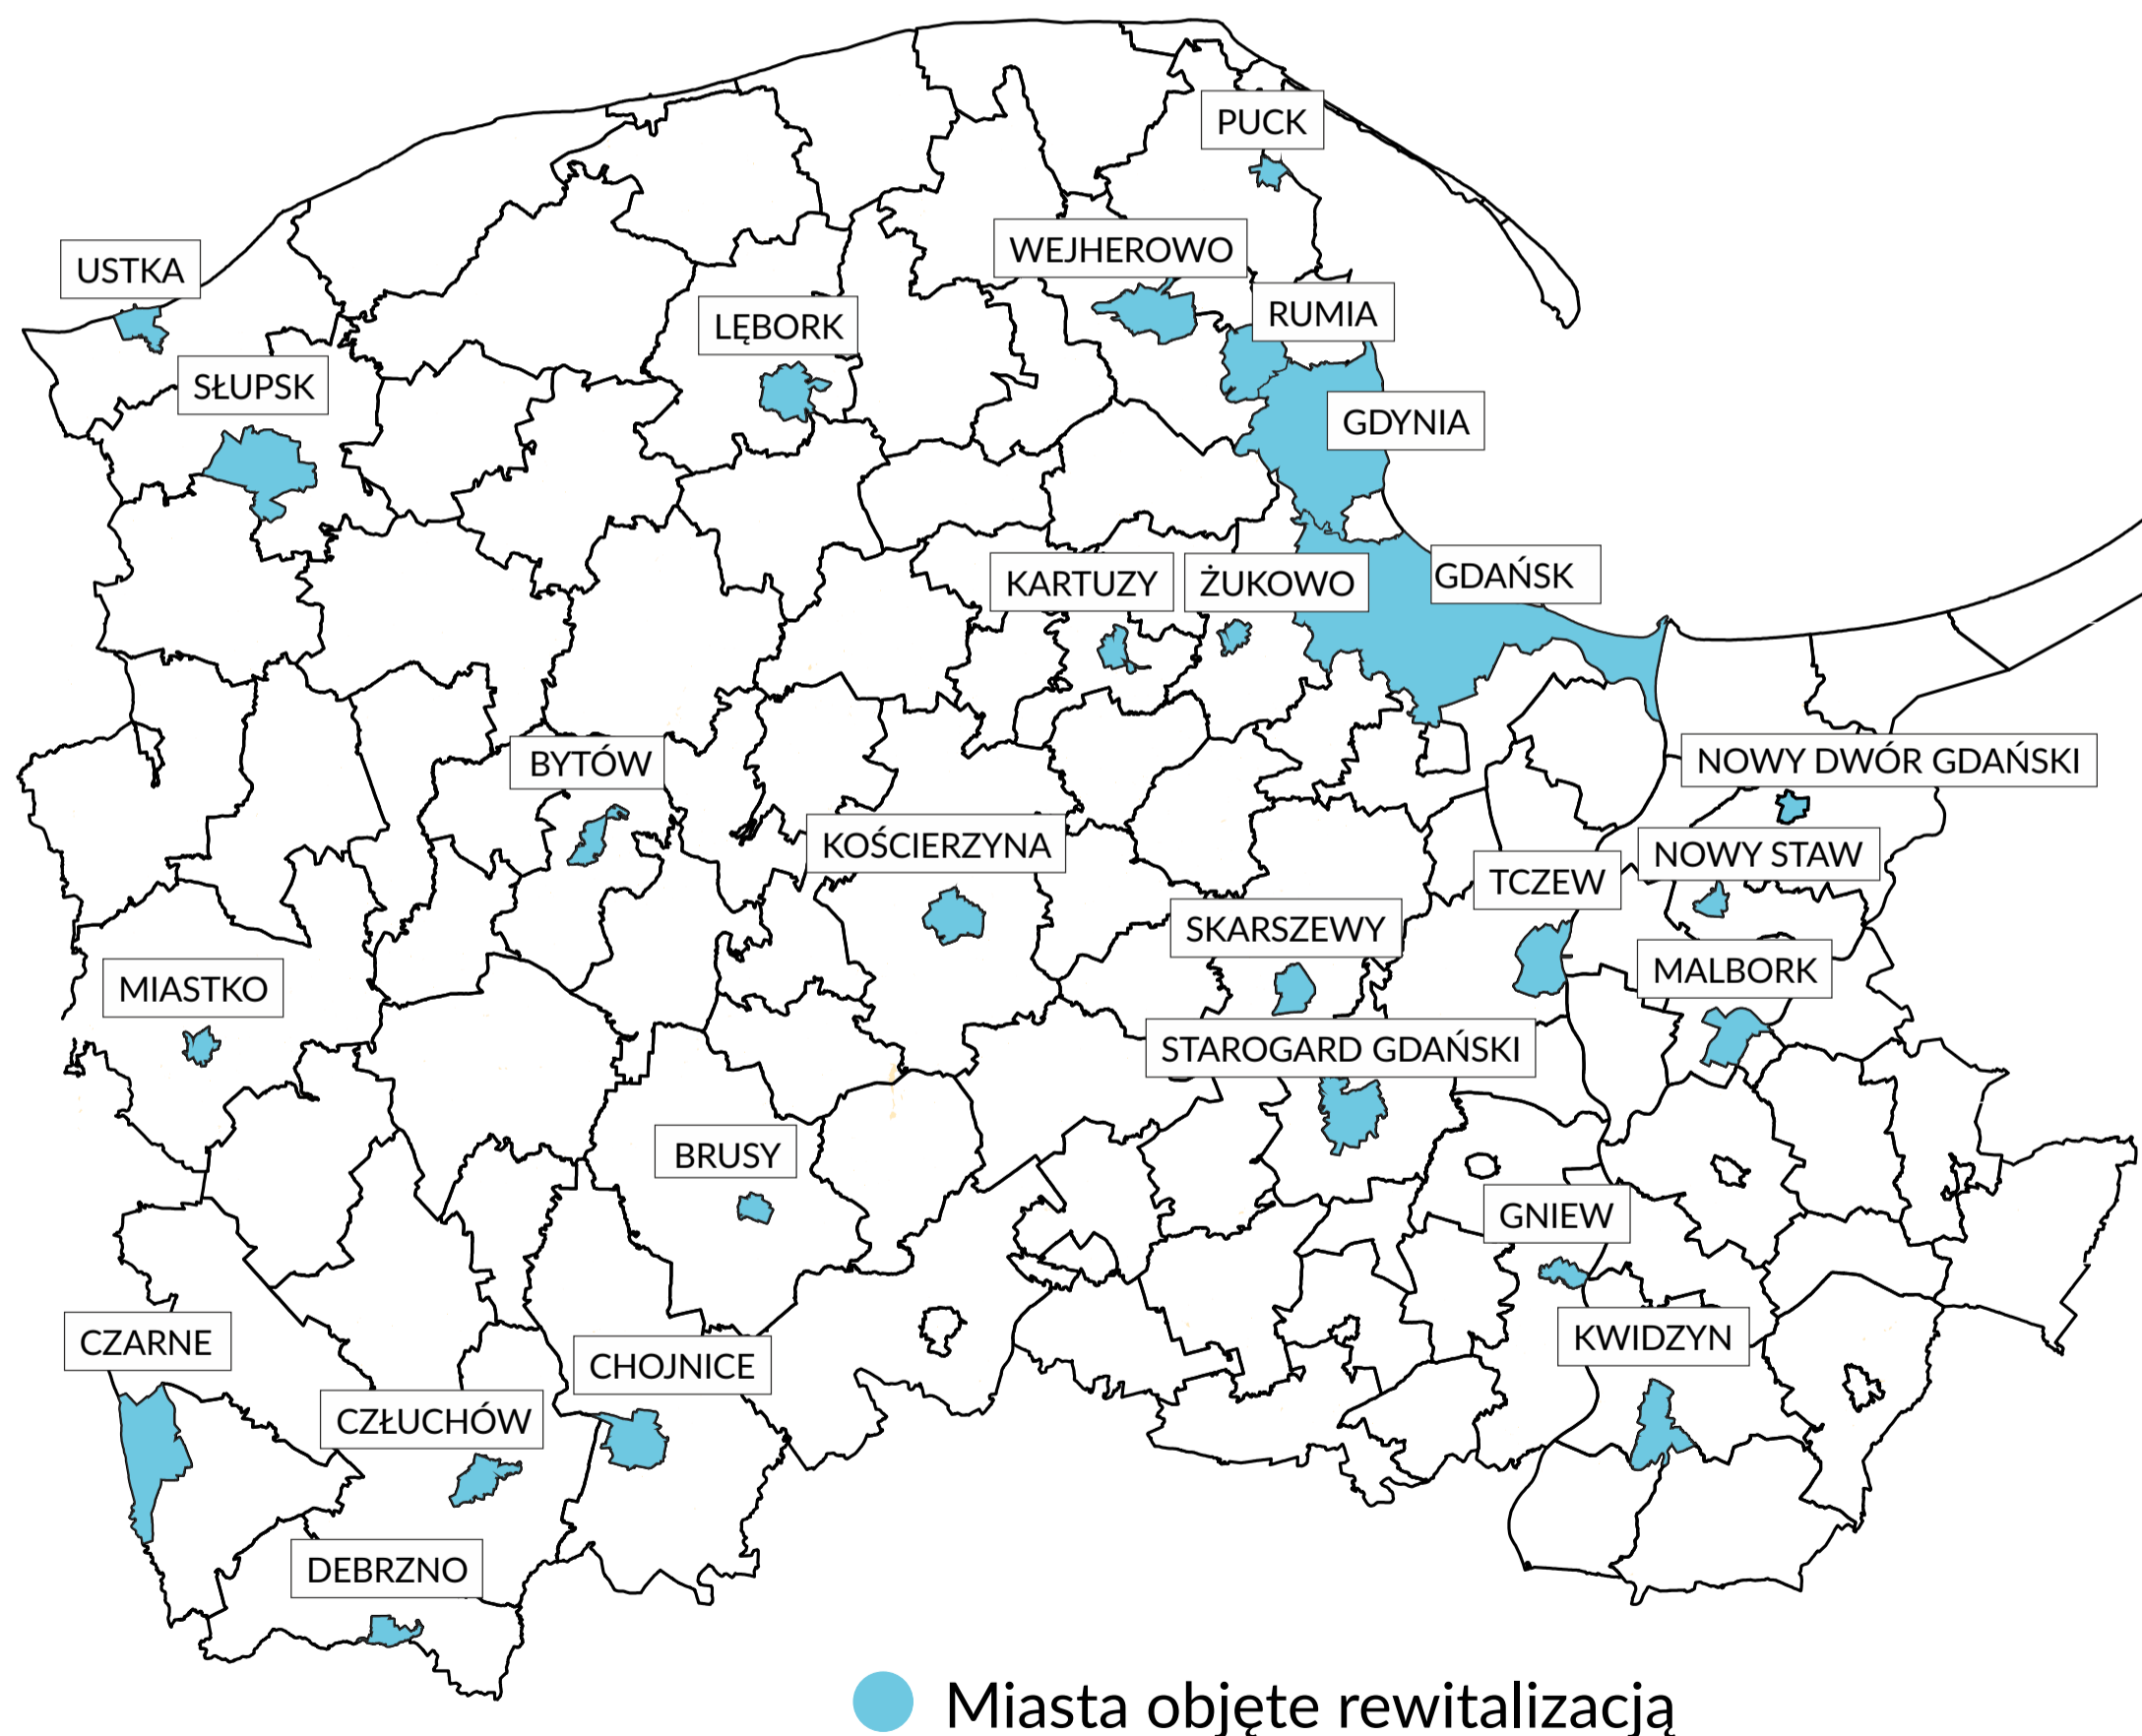 PUCK
WEJHEROWO
USTKA
RUMIA
LĘBORK
SŁUPSK
GDYNIA
GDAŃSK
KARTUZY
ŻUKOWO
NOWY DWÓR GDAŃSKI
BYTÓW
KOŚCIERZYNA
NOWY STAW
TCZEW
SKARSZEWY
MALBORK
MIASTKO
STAROGARD GDAŃSKI
BRUSY
GNIEW
KWIDZYN
CZARNE
CHOJNICE
CZŁUCHÓW
DEBRZNO
Miasta objęte rewitalizacją